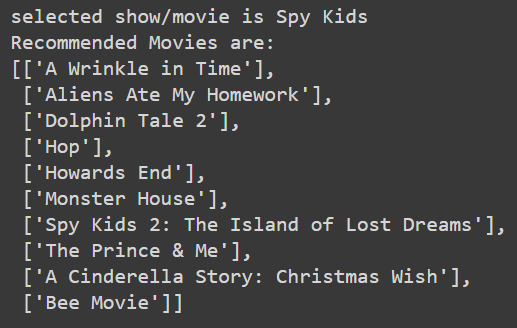 selected show/movie is Spy Kids
Recommended Movies are:
[['A Wrinkle in Time'],
 ['Aliens Ate My Homework'],
 ['Dolphin Tale 2'],
 ['Hop'],
 ['Howards End'],
 ['Monster House'],
 ['Spy Kids 2: The Island of Lost Dreams'],
 ['The Prince & Me'],
 ['A Cinderella Story: Christmas Wish'],
 ['Bee Movie']]